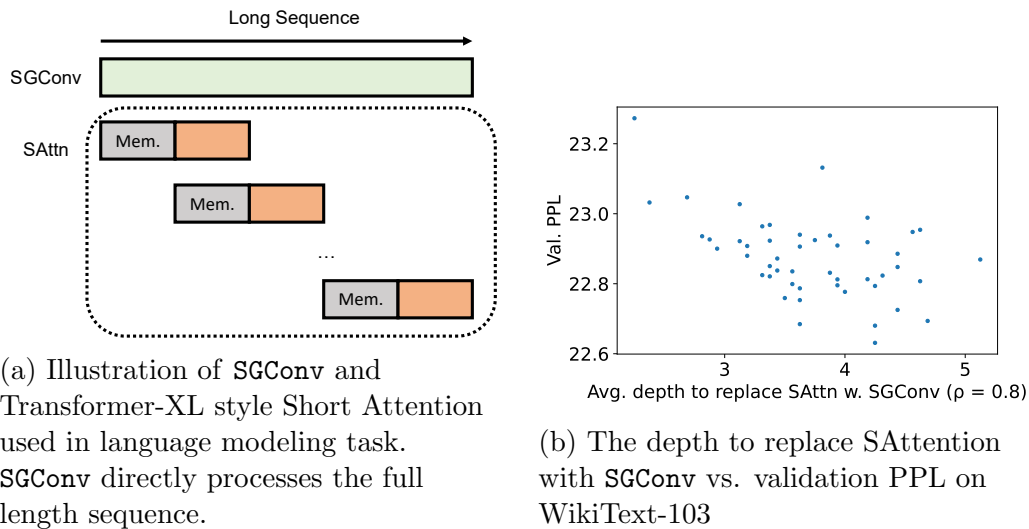 Long Sequence
SGConv
SAttn
Mem.
Mem.
...
Mem.
(a) Illustration of SGConv and
Transformer-XL style Short Attention
used in language modeling task.
SGConv directly processes the full
length sequence.
23.2
23.0
22.8
22.6
Val. PPL
3 4 5
Avg. depth to replace SAttn w. SGConv (ρ = 0.8)
(b) The depth to replace SAttention
with SGConv vs. validation PPL on
WikiText-103